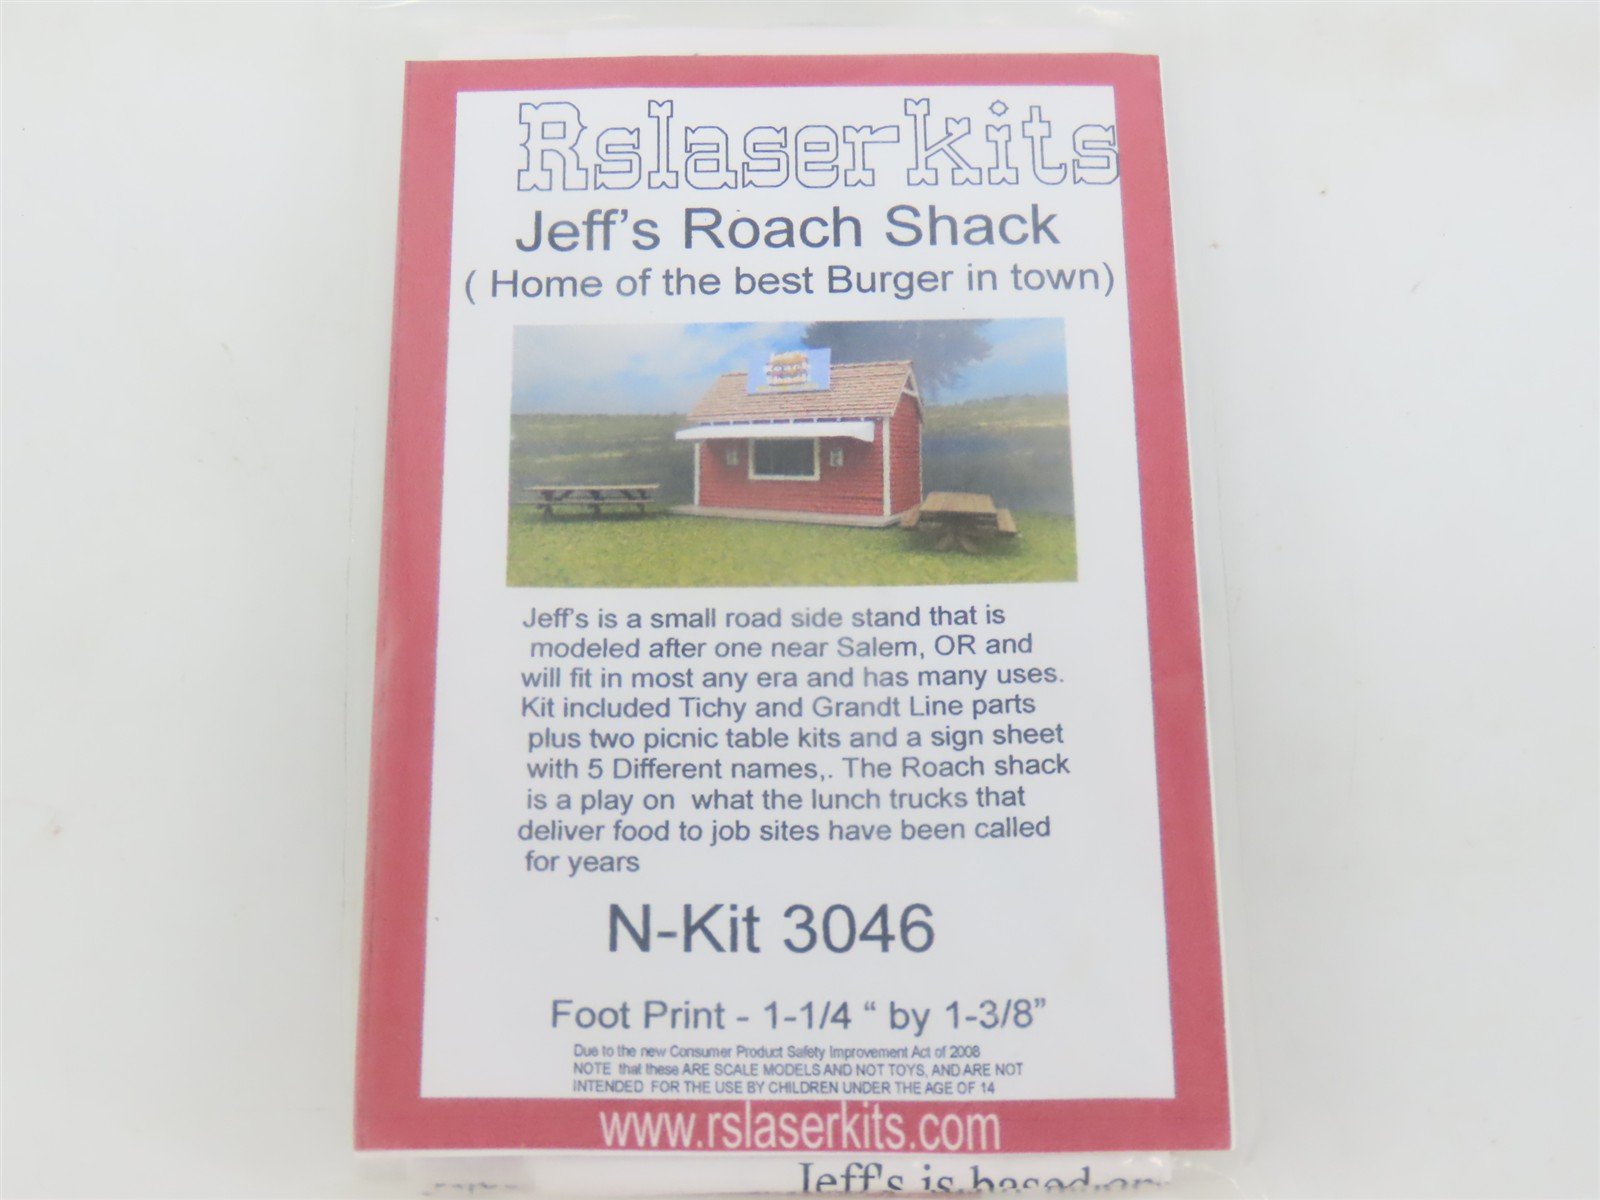 Rslaserkits
Jeff's Roach Shack
( Home of the best Burger in town)
Jeff's is a small road side stand that is
modeled after one near Salem, OR and
will fit in most any era and has many uses.
Kit included Tichy and Grandt Line parts
plus two picnic table kits and a sign sheet
with 5 Different names,. The Roach shack
is a play on what the lunch trucks that
deliver food to job sites have been called
for years
N-Kit 3046
Foot Print - 1-1/4 “ by 1-3/8”
Due to the new Consumer Product Safety Improvement Act of 2008
NOTE that these ARE SCALE MODELS AND NOT TOYS, AND ARE NOT
INTENDED FOR THE USE BY CHILDREN UNDER THE AGE OF 14
www.rslaserkits.com
Jeff's is based on